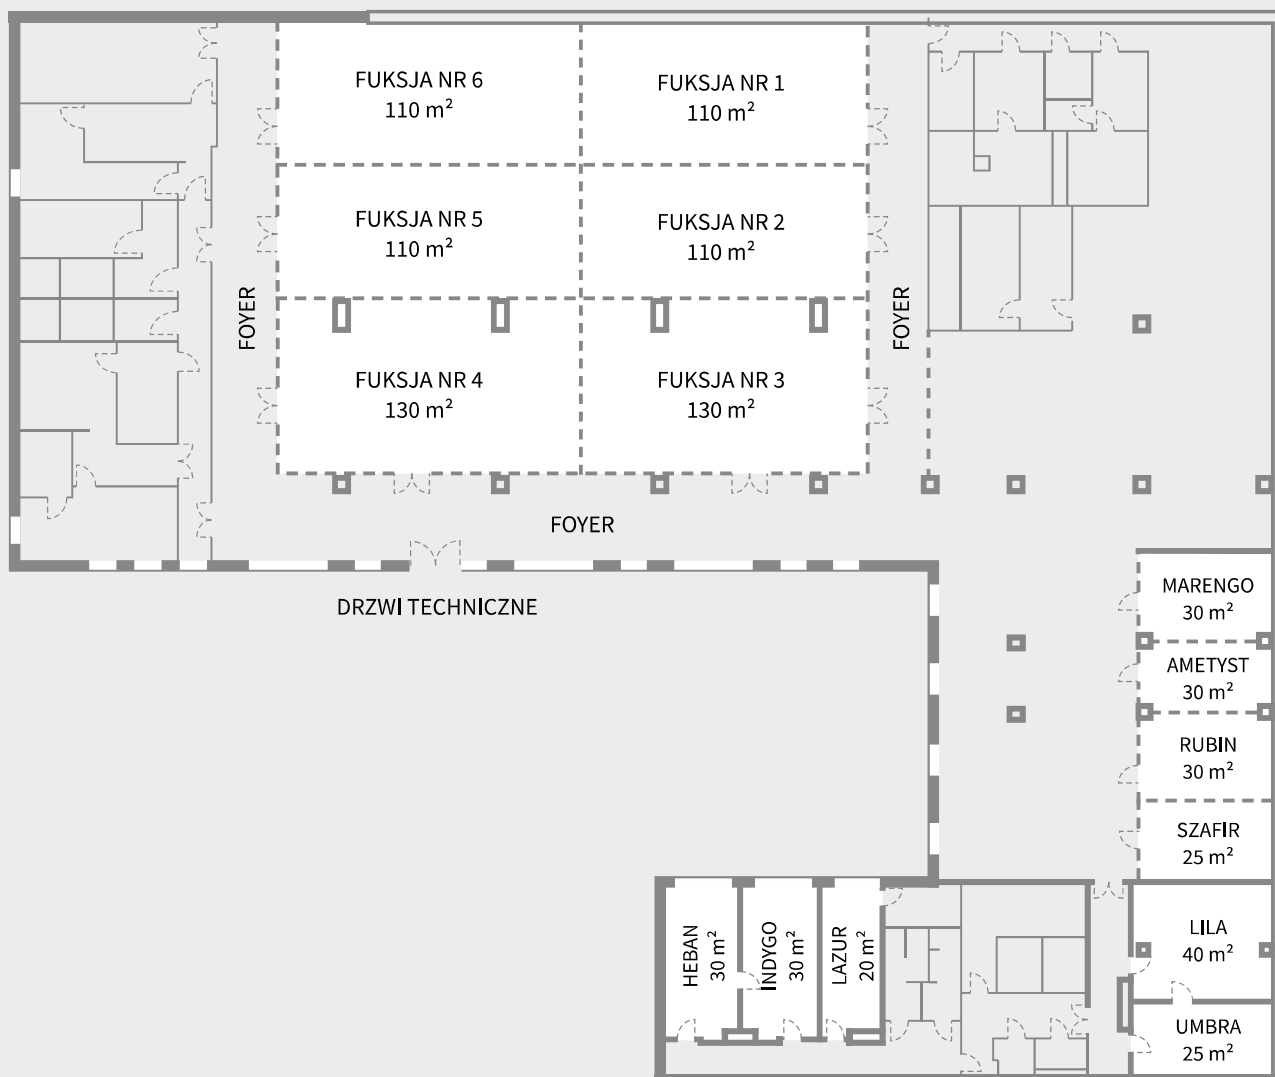 FUKSJA NR 6
110 m²
FUKSJA NR 1
110 m²
FUKSJA NR 5
110 m²
FUKSJA NR 2
110 m²
FOYER
FOYER
FUKSJA NR 4
130 m²
FUKSJA NR 3
130 m²
FOYER
DRZWI TECHNICZNE
MARENGO
30 m²
AMETYST
30 m²
RUBIN
30 m²
SZAFIR
25 m²
HEBAN
30 m²
INDYGO
30 m²
LAZUR
20 m²
LILA
40 m²
UMBRA
25 m²